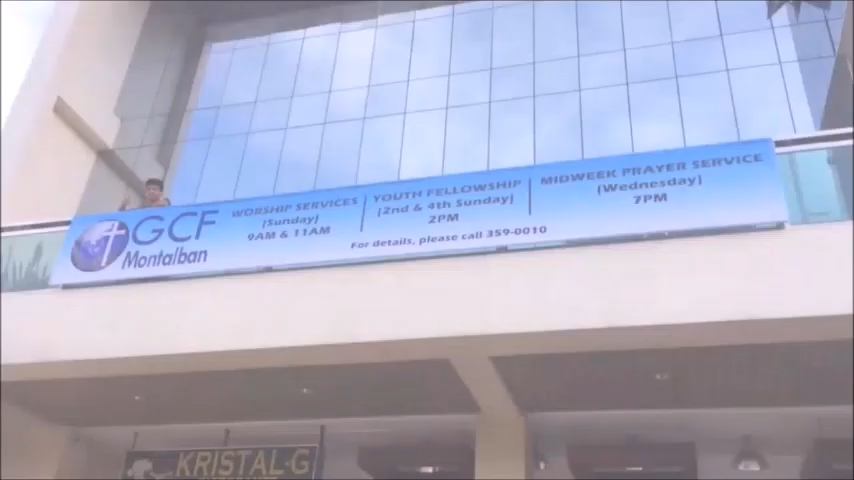 GCF
Montalban
WORSHIP SERVICES
(Sunday)
9AM & 11AM
YOUTH FELLOWSHIP
(2nd & 4th Sunday)
2PM
MIDWEEK PRAYER SERVICE
(Wednesday)
7PM
For details, please call 359-0010
KRISTAL-G